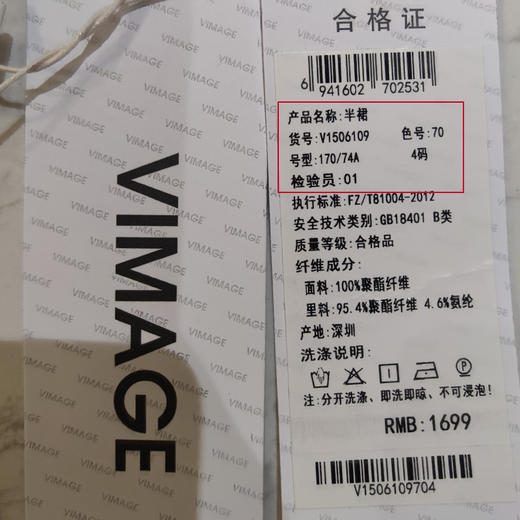 VIMAGE
合格证
6 941602 702531
产品名称:半裙
货号:V1506109 色号:70
号型:170/74A 4码
检验员:01
执行标准:FZ/T81004-2012
安全技术类别:GB18401 B类
质量等级:合格品
纤维成分:
面料:100%聚酯纤维
里料:95.4%聚酯纤维 4.6%氨纶
产地:深圳
洗涤说明:
注:分开洗涤、即洗即晾、不可浸泡!
RMB:1699
V1506109704